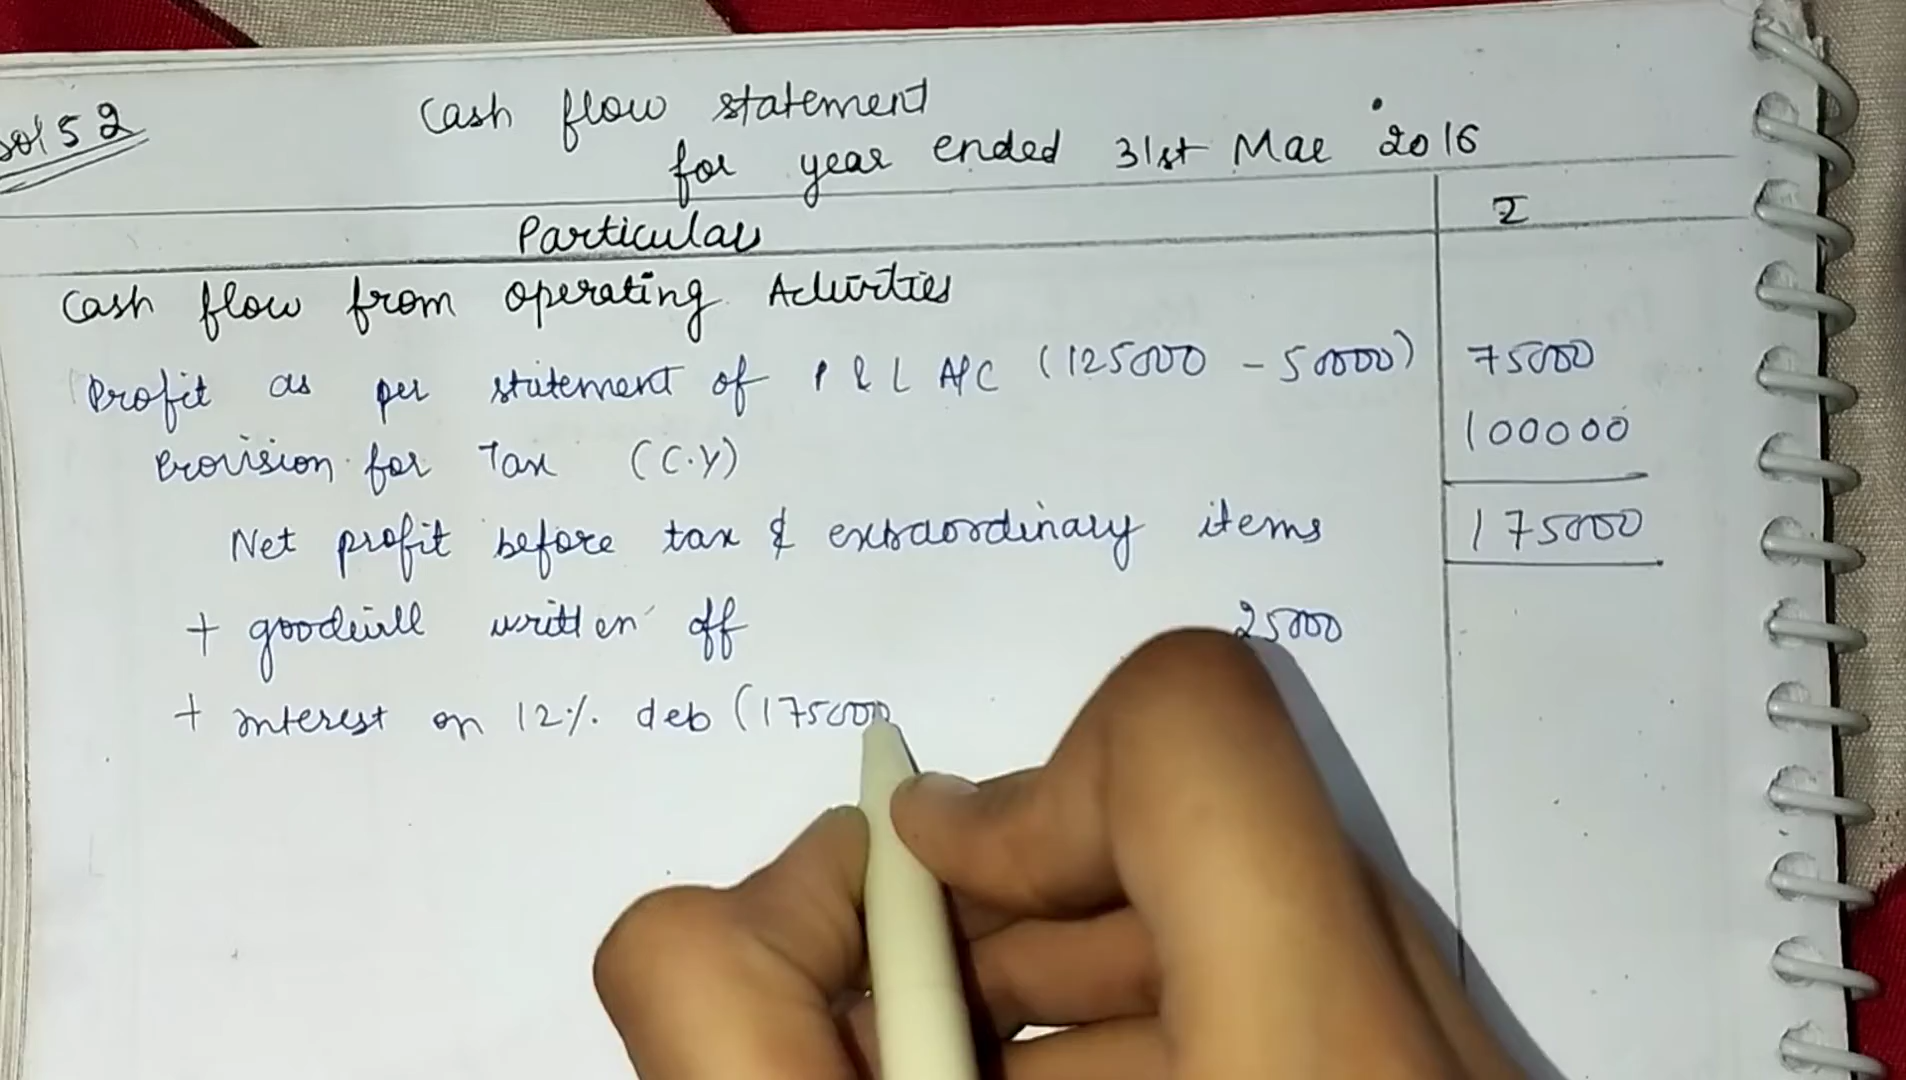 Sol 52
Cash flow statement
for year ended 31st Mar 2016
Particulars ₹
Cash flow from operating Activities
Profit as per statement of P & L A/C (125000 - 50000) 75000
Provision for Tax (C.Y) 100000
Net profit before tax & extraordinary items 175000
+ goodwill written off 25000
+ interest on 12% deb (175000